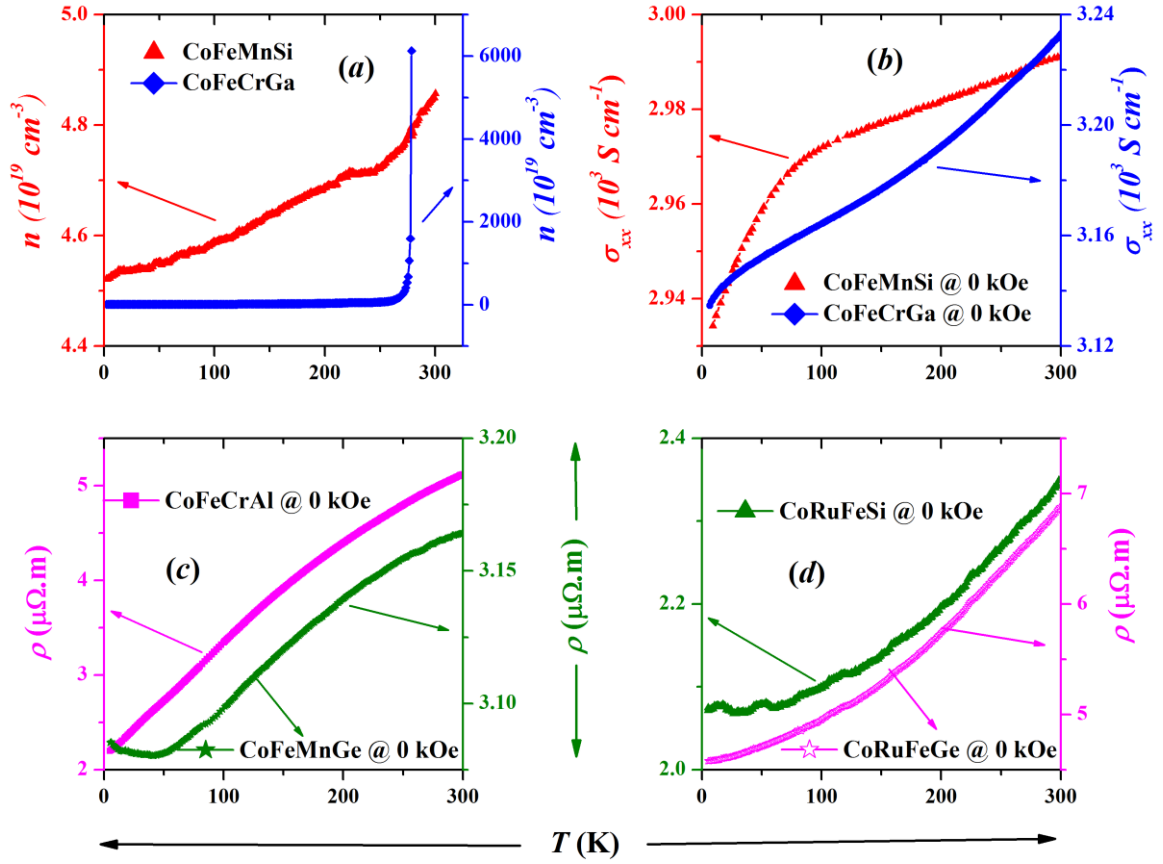 5.0
4.8
4.6
4.4
n (10^19 cm^-3)
CoFeMnSi
CoFeCrGa
(a)
6000
4000
2000
0
n (10^19 cm^-3)
0 100 200 300
3.00
2.98
2.96
2.94
σxx (10^3 S cm^-1)
(b)
CoFeMnSi @ 0 kOe
CoFeCrGa @ 0 kOe
3.24
3.20
3.16
3.12
σxx (10^3 S cm^-1)
0 100 200 300
5
4
3
2
ρ (μΩ.m)
CoFeCrAl @ 0 kOe
(c)
CoFeMnGe @ 0 kOe
3.20
3.15
3.10
ρ (μΩ.m)
0 100 200 300
2.4
2.2
2.0
CoRuFeSi @ 0 kOe
(d)
CoRuFeGe @ 0 kOe
7
6
5
ρ (μΩ.m)
0 100 200 300
T (K)